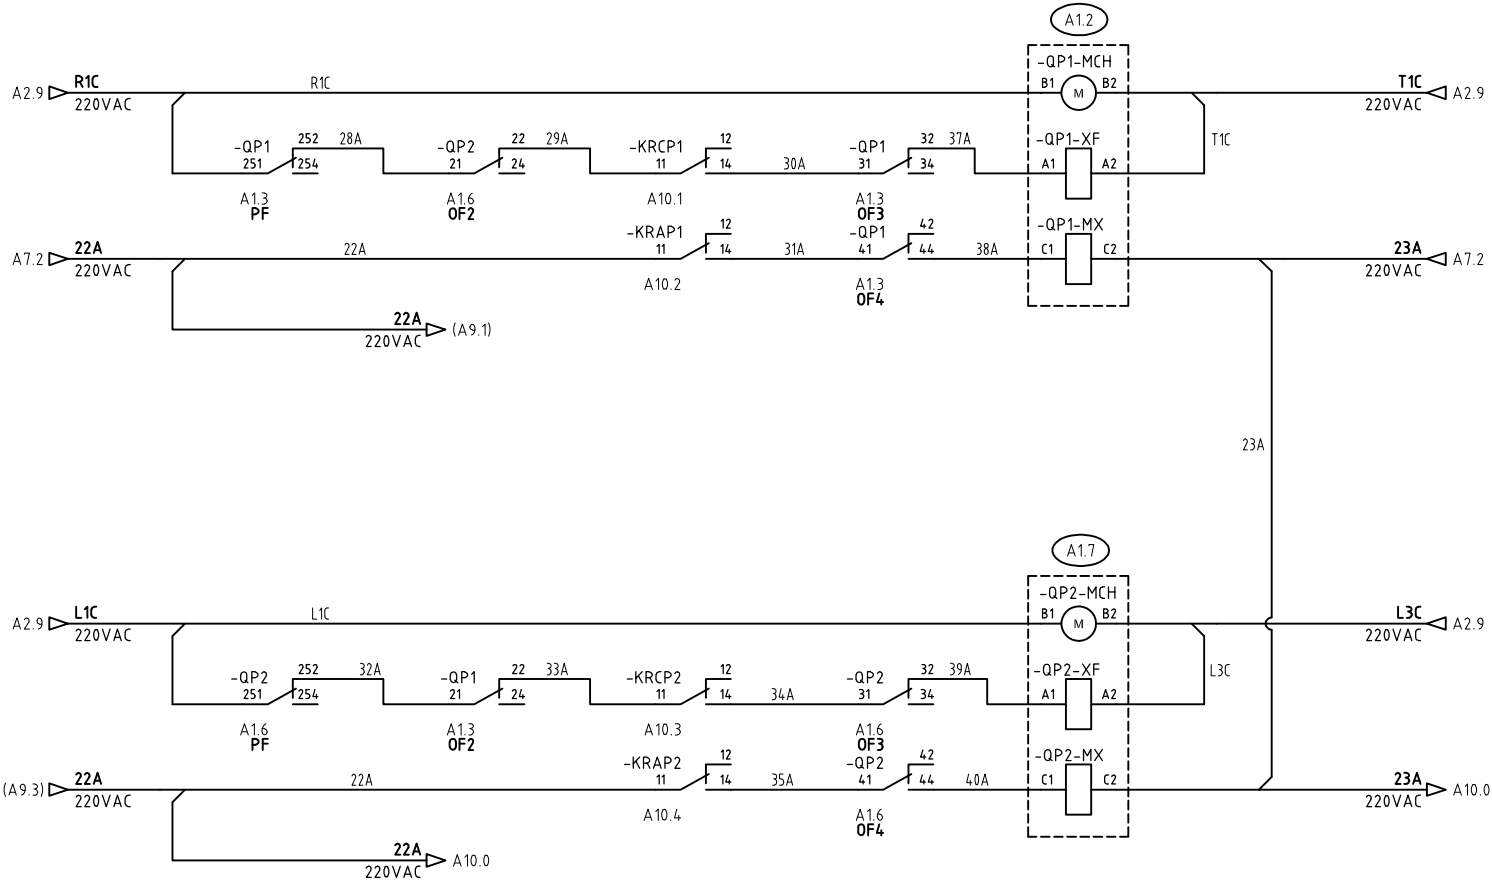 A1.2
-QP1-MCH
A2.9 R1C R1C B1 M B2 T1C A2.9
220VAC 220VAC
-QP1 252 28A -QP2 22 29A -KRCP1 12 -QP1 32 37A -QP1-XF T1C
251 254 21 24 11 14 30A 31 34 A1 A2
A1.3 A1.6 A10.1 A1.3
PF OF2 OF3
-KRAP1 12 -QP1 42 -QP1-MX
A7.2 22A 22A 11 14 31A 41 44 38A C1 C2 23A A7.2
220VAC 220VAC
A10.2 A1.3
OF4
22A (A9.1)
220VAC
23A
A1.7
-QP2-MCH
A2.9 L1C L1C B1 M B2 L3C A2.9
220VAC 220VAC
-QP2 252 32A -QP1 22 33A -KRCP2 12 -QP2 32 39A -QP2-XF L3C
251 254 21 24 11 14 34A 31 34 A1 A2
A1.6 A1.3 A10.3 A1.6
PF OF2 OF3
-KRAP2 12 -QP2 42 -QP2-MX
(A9.3) 22A 22A 11 14 35A 41 44 40A C1 C2 23A A10.0
220VAC 220VAC
A10.4 A1.6
OF4
22A A10.0
220VAC